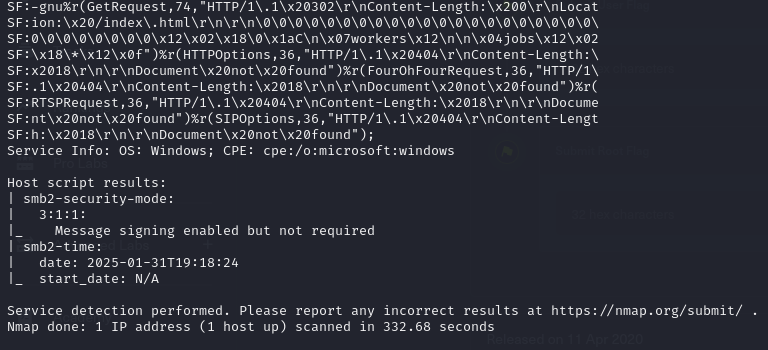 SF:-gnu%r(GetRequest,74,"HTTP/1\.1\x20302\r\nContent-Length:\x200\r\nLocat
SF:ion:\x20/index\.html\r\n\r\n\0\0\0\0\0\0\0\0\0\0\0\0\0\0\0\0\0\0\0\0\0\
SF:0\0\0\0\0\0\0\x12\x02\x18\0\x1aC\n\x07workers\x12\n\n\x04jobs\x12\x02
SF:\x18\*\x12\x0f")%r(HTTPOptions,36,"HTTP/1\.1\x20404\r\nContent-Length:\
SF:x2018\r\n\r\nDocument\x20not\x20found")%r(FourOhFourRequest,36,"HTTP/1\
SF:.1\x20404\r\nContent-Length:\x2018\r\n\r\nDocument\x20not\x20found")%r(
SF:RTSPRequest,36,"HTTP/1\.1\x20404\r\nContent-Length:\x2018\r\n\r\nDocume
SF:nt\x20not\x20found")%r(SIPOptions,36,"HTTP/1\.1\x20404\r\nContent-Lengt
SF:h:\x2018\r\n\r\nDocument\x20not\x20found");
Service Info: OS: Windows; CPE: cpe:/o:microsoft:windows
Host script results:
| smb2-security-mode:
|   3:1:1:
|_    Message signing enabled but not required
| smb2-time:
|   date: 2025-01-31T19:18:24
|_  start_date: N/A
Service detection performed. Please report any incorrect results at https://nmap.org/submit/ .
Nmap done: 1 IP address (1 host up) scanned in 332.68 seconds